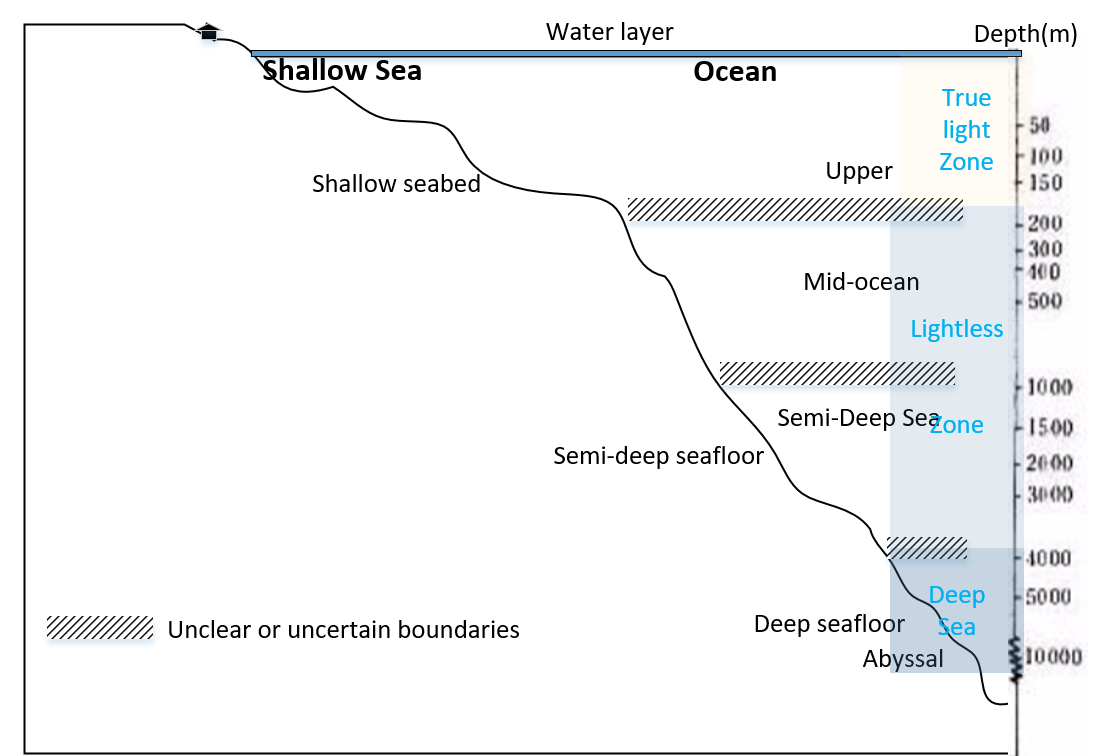 Water layer
Depth(m)
Shallow Sea
Ocean
True
light
Zone
50
100
Upper
150
Shallow seabed
200
300
400
Mid-ocean
500
Lightless
1000
Semi-Deep Sea
Zone
1500
Semi-deep seafloor
2000
3000
4000
Deep
5000
Sea
Deep seafloor
Unclear or uncertain boundaries
Abyssal
10000